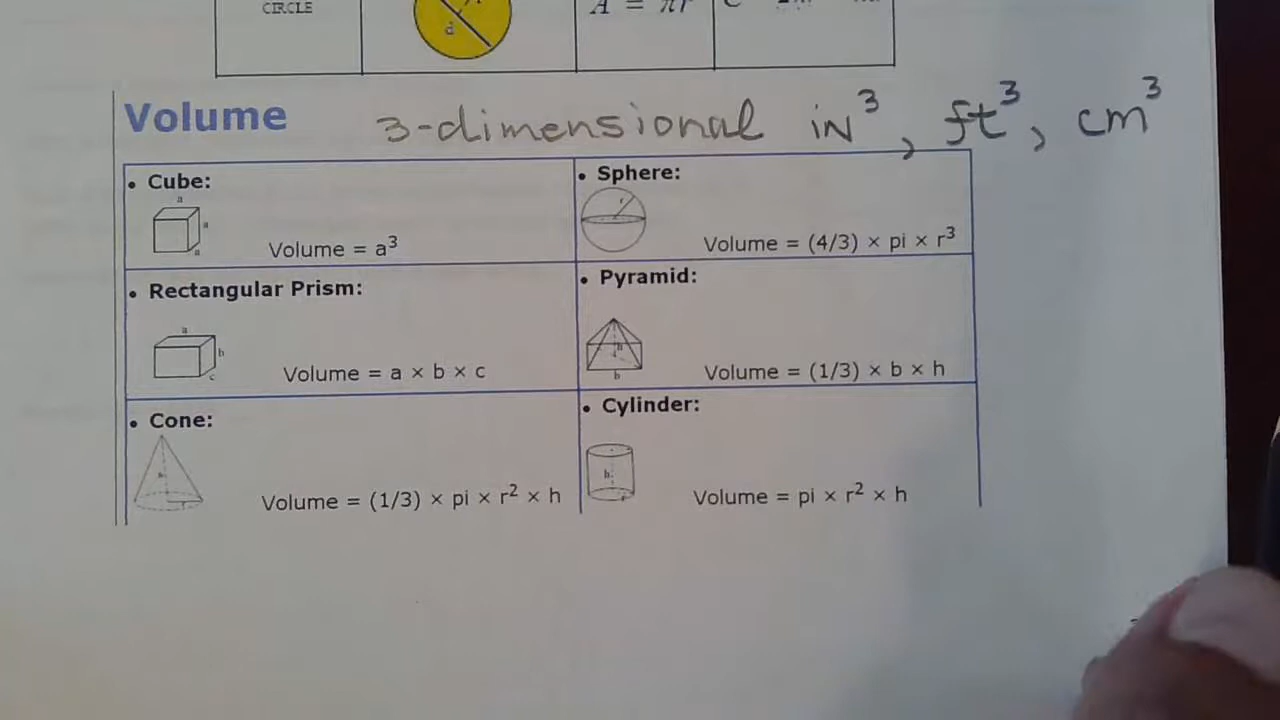 CIRCLE
d
Volume 3-dimensional in³, ft³, cm³
• Cube:
a
a
a
Volume = a³
• Sphere:
r
Volume = (4/3) × pi × r³
• Rectangular Prism:
a
b
c
Volume = a × b × c
• Pyramid:
h
b
Volume = (1/3) × b × h
• Cone:
Volume = (1/3) × pi × r² × h
• Cylinder:
h
r
Volume = pi × r² × h